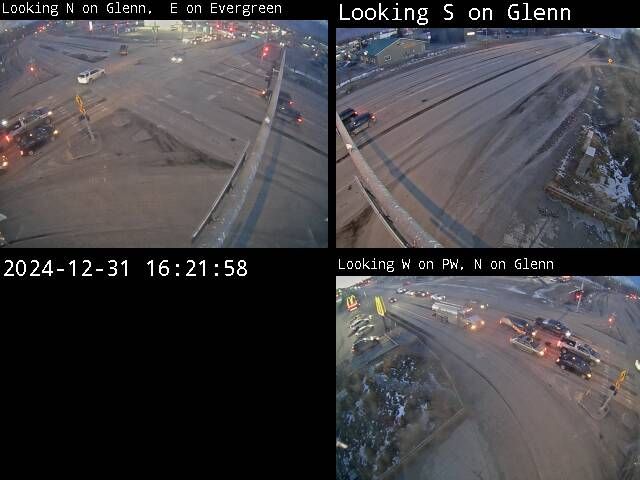 Looking N on Glenn,  E on Evergreen
Looking S on Glenn
2024-12-31 16:21:58
Looking W on PW, N on Glenn